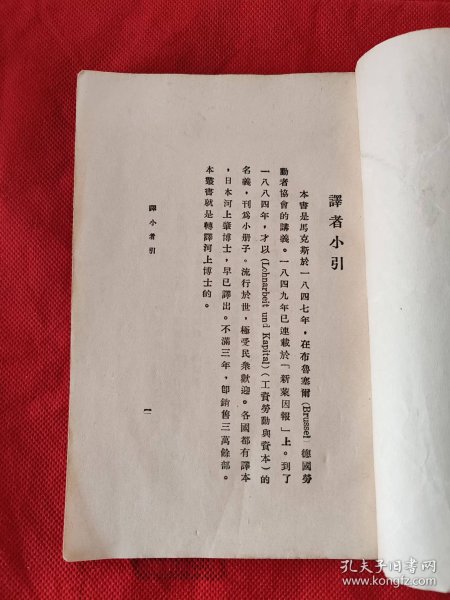 譯者小引
本書是馬克斯於一八四七年，在布魯塞爾(Brussel)德國勞
動者協會的講義。一八四九年已連載於「新萊因報」上。到了
一八八四年，才以(Lohnarbeit und Kapital)(工資勞動與資本)的
名義，刊爲小册子。流行於世，極受民衆歡迎。各國都有譯本
，日本河上肇博士，早已譯出。不滿三年，卽銷售三萬餘部。
本叢書就是轉譯河上博士的。
譯小者引
【一
孔夫子旧书网
www.kongfz.com